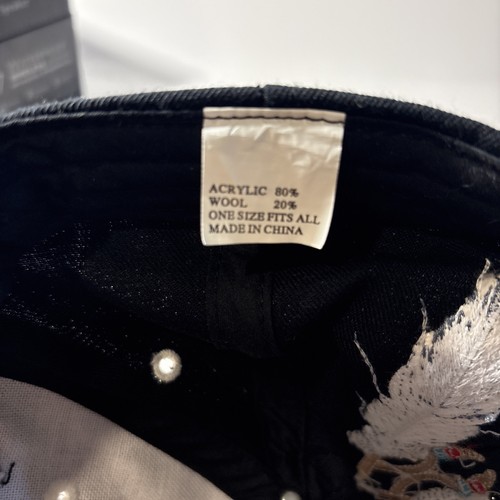 ACRYLIC 80%
WOOL 20%
ONE SIZE FITS ALL
MADE IN CHINA